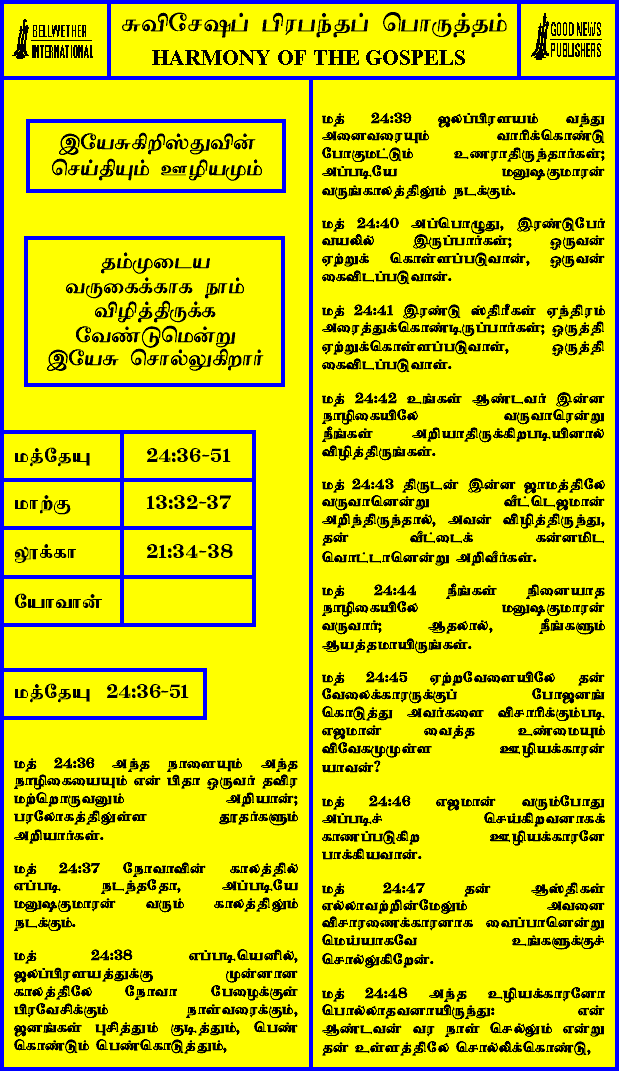 BELLWETHER
INTERNATIONAL
சுவிசேஷப் பிரபந்தப் பொருத்தம்
HARMONY OF THE GOSPELS
GOOD NEWS
PUBLISHERS
இயேசுகிறிஸ்துவின்
செய்தியும் ஊழியமும்
தம்முடைய
வருகைக்காக நாம்
விழித்திருக்க
வேண்டுமென்று
இயேசு சொல்லுகிறார்
மத்தேயு 24:36-51
மாற்கு 13:32-37
லூக்கா 21:34-38
யோவான்
மத்தேயு 24:36-51
மத் 24:36 அந்த நாளையும் அந்த
நாழிகையையும் என் பிதா ஒருவர் தவிர
மற்றொருவனும் அறியான்;
பரலோகத்திலுள்ள தூதர்களும்
அறியார்கள்.
மத் 24:37 நோவாவின் காலத்தில்
எப்படி நடந்ததோ, அப்படியே
மனுஷகுமாரன் வரும் காலத்திலும்
நடக்கும்.
மத் 24:38 எப்படியெனில்,
ஜலப்பிரளயத்துக்கு முன்னான
காலத்திலே நோவா பேழைக்குள்
பிரவேசிக்கும் நாள்வரைக்கும்,
ஜனங்கள் புசித்தும் குடித்தும், பெண்
கொண்டும் பெண்கொடுத்தும்,
மத் 24:39 ஜலப்பிரளயம் வந்து
அனைவரையும் வாரிக்கொண்டு
போகுமட்டும் உணராதிருந்தார்கள்;
அப்படியே மனுஷகுமாரன்
வருங்காலத்திலும் நடக்கும்.
மத் 24:40 அப்பொழுது, இரண்டுபேர்
வயலில் இருப்பார்கள்; ஒருவன்
ஏற்றுக் கொள்ளப்படுவான், ஒருவன்
கைவிடப்படுவான்.
மத் 24:41 இரண்டு ஸ்திரீகள் ஏந்திரம்
அரைத்துக்கொண்டிருப்பார்கள்; ஒருத்தி
ஏற்றுக்கொள்ளப்படுவாள், ஒருத்தி
கைவிடப்படுவாள்.
மத் 24:42 உங்கள் ஆண்டவர் இன்ன
நாழிகையிலே வருவாரென்று
நீங்கள் அறியாதிருக்கிறபடியினால்
விழித்திருங்கள்.
மத் 24:43 திருடன் இன்ன ஜாமத்திலே
வருவானென்று வீட்டெஜமான்
அறிந்திருந்தால், அவன் விழித்திருந்து,
தன் வீட்டைக் கன்னமிட
வொட்டானென்று அறிவீர்கள்.
மத் 24:44 நீங்கள் நினையாத
நாழிகையிலே மனுஷகுமாரன்
வருவார்; ஆதலால், நீங்களும்
ஆயத்தமாயிருங்கள்.
மத் 24:45 ஏற்றவேளையிலே தன்
வேலைக்காரருக்குப் போஜனங்
கொடுத்து அவர்களை விசாரிக்கும்படி
எஜமான் வைத்த உண்மையும்
விவேகமுமுள்ள ஊழியக்காரன்
யாவன்?
மத் 24:46 எஜமான் வரும்போது
அப்படிச் செய்கிறவனாகக்
காணப்படுகிற ஊழியக்காரனே
பாக்கியவான்.
மத் 24:47 தன் ஆஸ்திகள்
எல்லாவற்றின்மேலும் அவனை
விசாரணைக்காரனாக வைப்பானென்று
மெய்யாகவே உங்களுக்குச்
சொல்லுகிறேன்.
மத் 24:48 அந்த ஊழியக்காரனோ
பொல்லாதவனாயிருந்து: என்
ஆண்டவன் வர நாள் செல்லும் என்று
தன் உள்ளத்திலே சொல்லிக்கொண்டு,